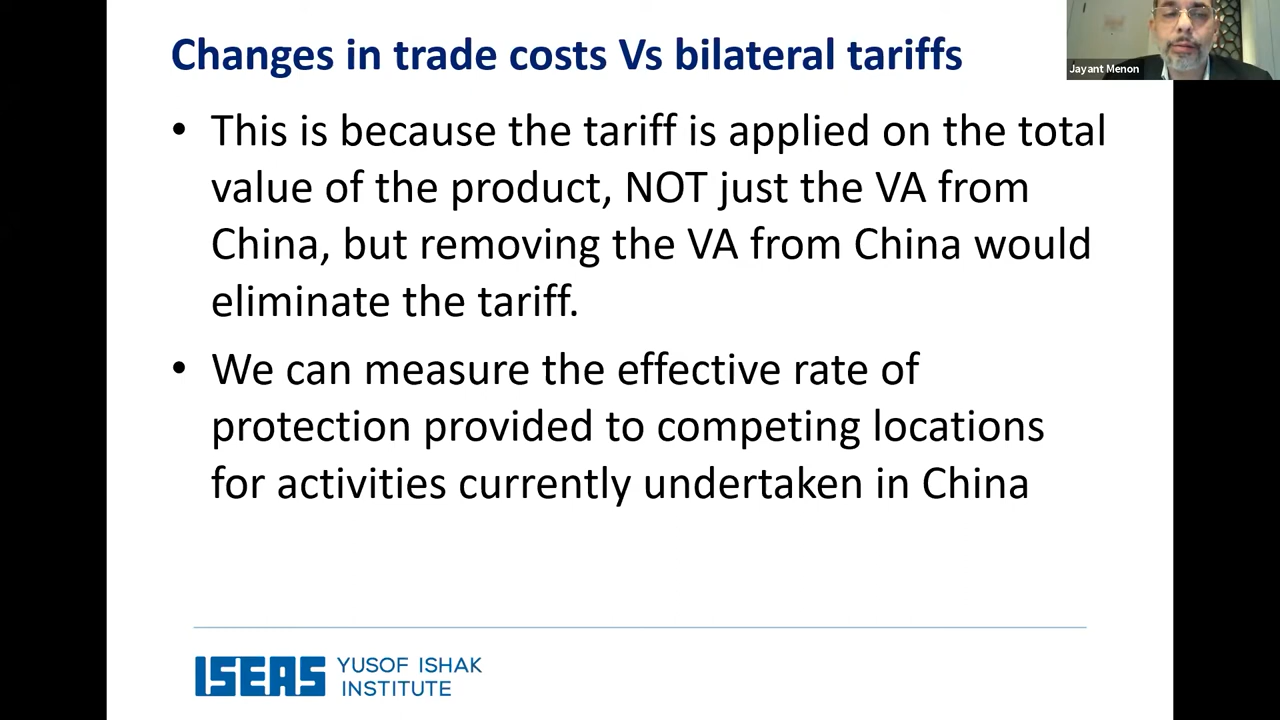 Changes in trade costs Vs bilateral tariffs
Jayant Menon
• This is because the tariff is applied on the total
value of the product, NOT just the VA from
China, but removing the VA from China would
eliminate the tariff.
• We can measure the effective rate of
protection provided to competing locations
for activities currently undertaken in China
ISEAS YUSOF ISHAK
INSTITUTE